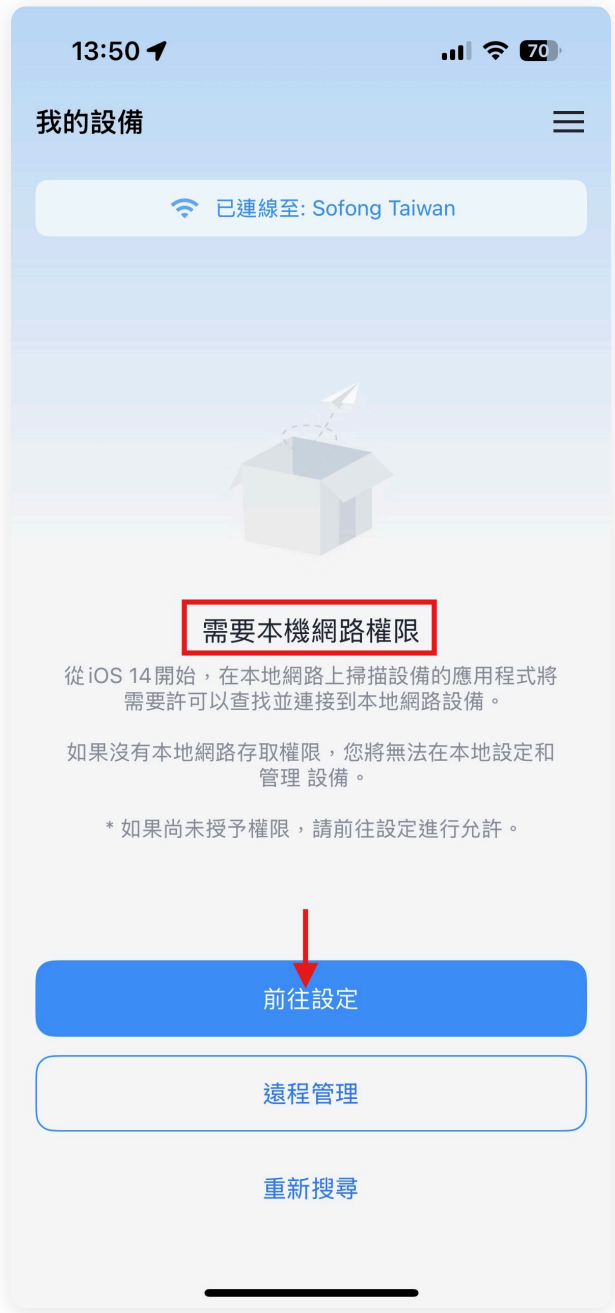 13:50
70
我的設備
已連線至: Sofong Taiwan
需要本機網路權限
從iOS 14開始，在本地網路上掃描設備的應用程式將
需要許可以查找並連接到本地網路設備。
如果沒有本地網路存取權限，您將無法在本地設定和
管理 設備。
* 如果尚未授予權限，請前往設定進行允許。
前往設定
遠程管理
重新搜尋